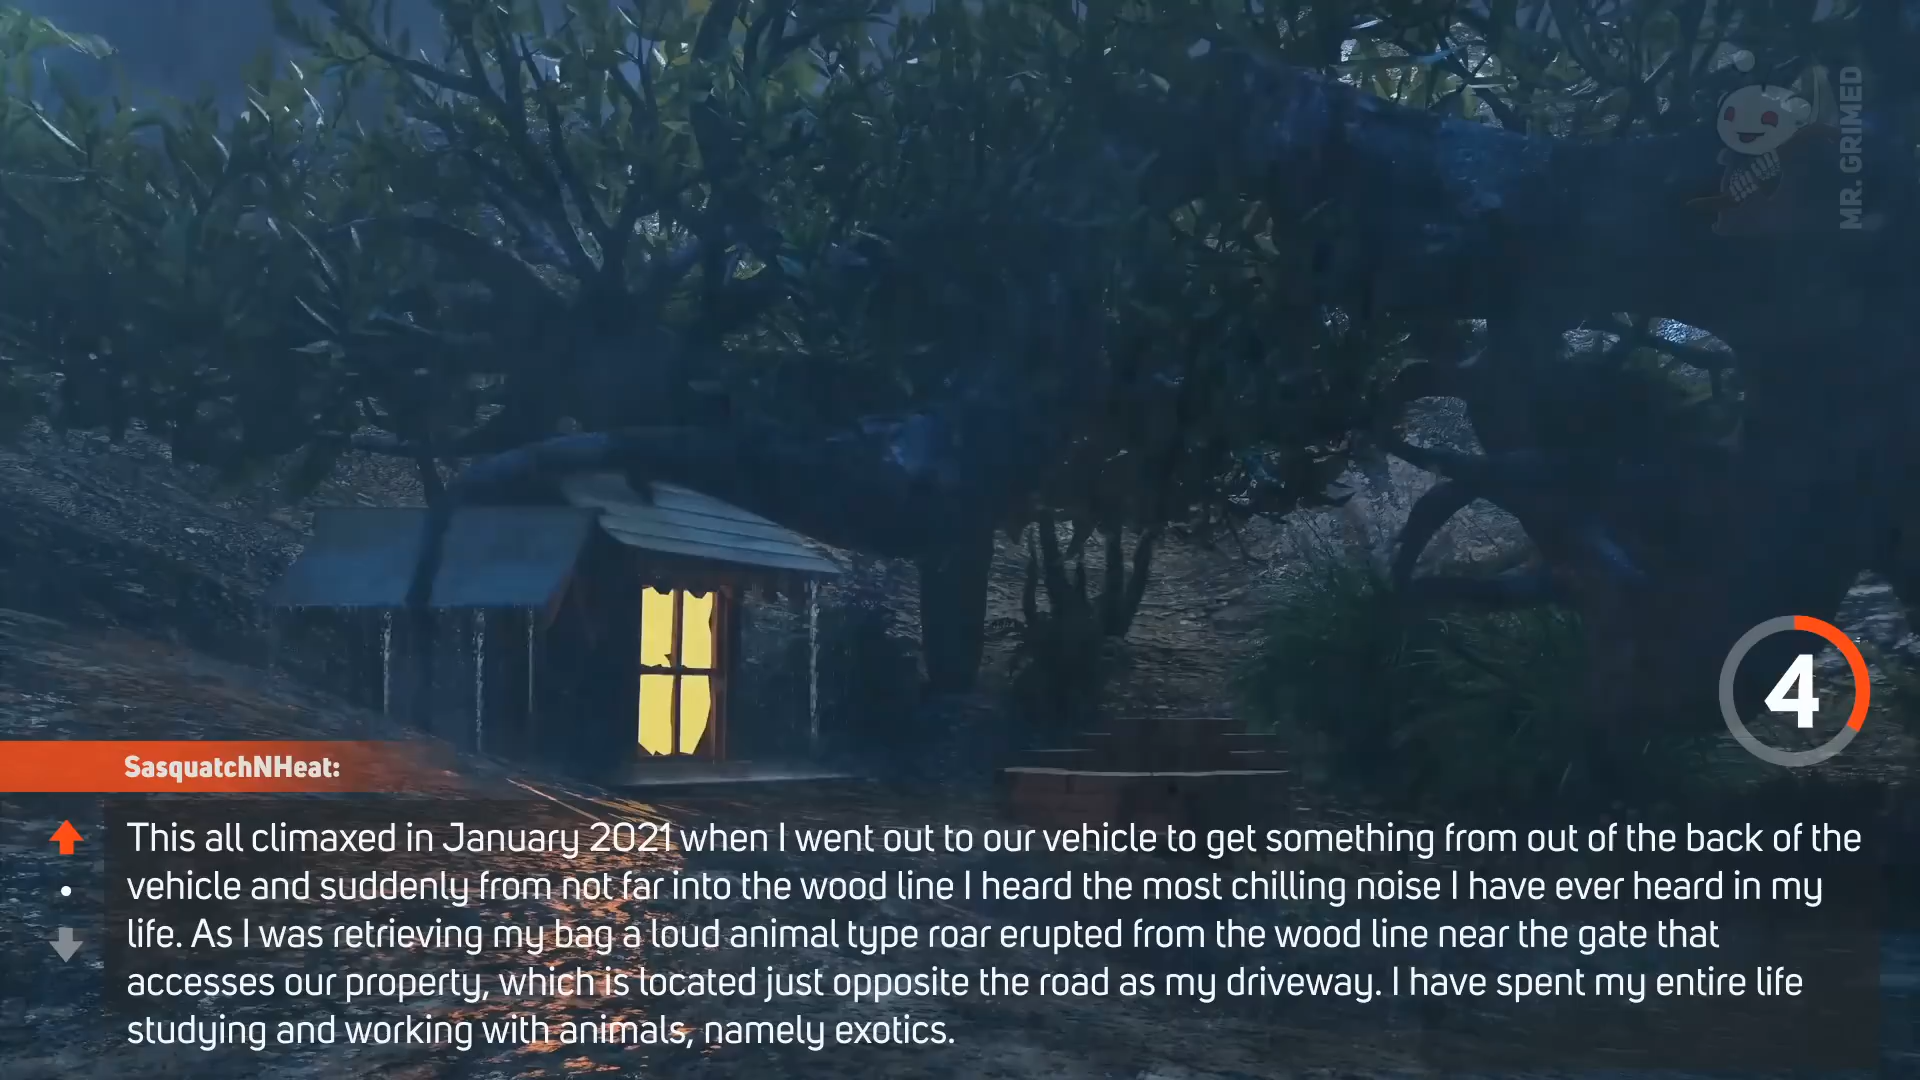 MR. GRIMED
4
SasquatchNHeat:
This all climaxed in January 2021 when I went out to our vehicle to get something from out of the back of the
vehicle and suddenly from not far into the wood line I heard the most chilling noise I have ever heard in my
life. As I was retrieving my bag a loud animal type roar erupted from the wood line near the gate that
accesses our property, which is located just opposite the road as my driveway. I have spent my entire life
studying and working with animals, namely exotics.